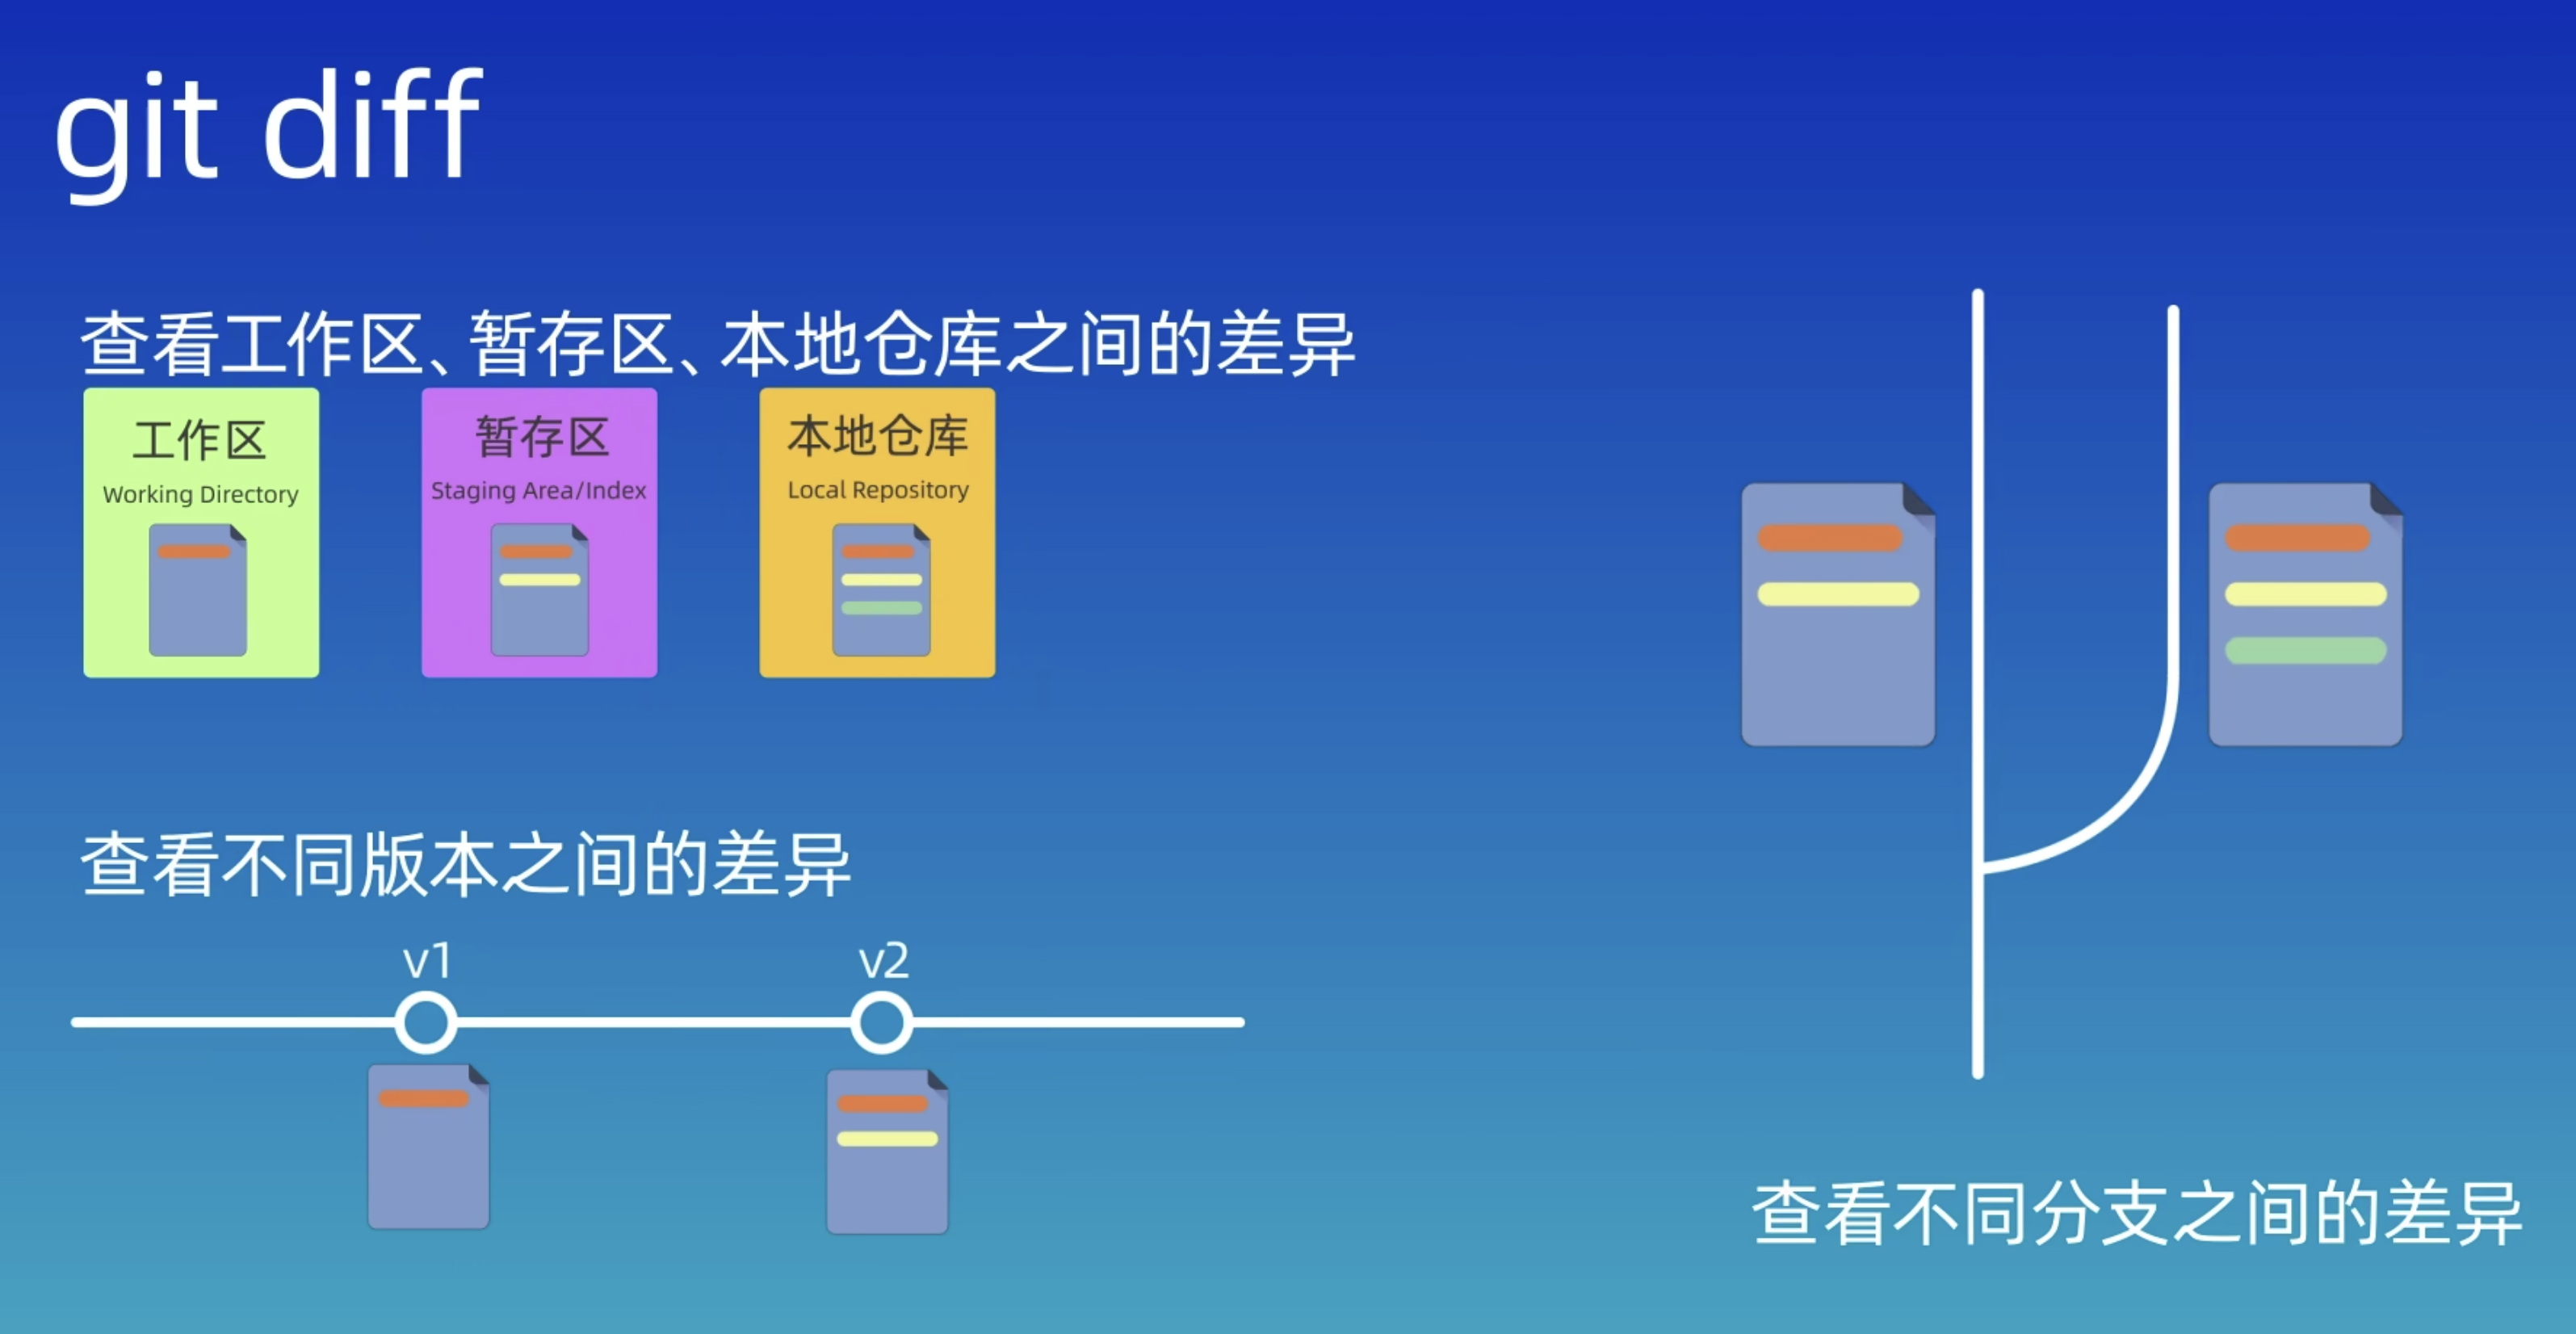 git diff
查看工作区、暂存区、本地仓库之间的差异
工作区
Working Directory
暂存区
Staging Area/Index
本地仓库
Local Repository
查看不同版本之间的差异
v1
v2
查看不同分支之间的差异